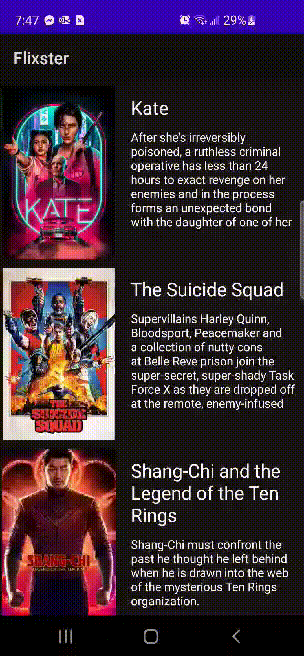 7:47 29%
Flixster
Kate
After she's irreversibly
poisoned, a ruthless criminal
operative has less than 24
hours to exact revenge on her
enemies and in the process
forms an unexpected bond
with the daughter of one of her
KATE
The Suicide Squad
Supervillains Harley Quinn,
Bloodsport, Peacemaker and
a collection of nutty cons
at Belle Reve prison join the
super-secret, super-shady Task
Force X as they are dropped off
at the remote, enemy-infused
THE
SUICIDE
SQUAD
Shang-Chi and the
Legend of the Ten
Rings
Shang-Chi must confront the
past he thought he left behind
when he is drawn into the web
of the mysterious Ten Rings
organization.
SHANG-CHI